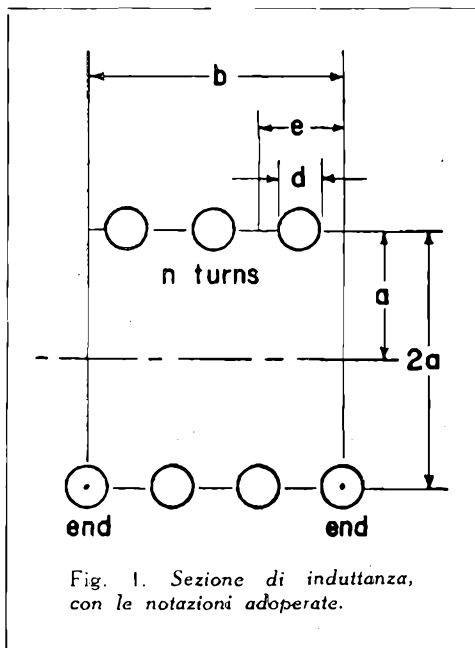 b
e
d
n turns
a
2a
end
end
Fig. 1. Sezione di induttanza,
con le notazioni adoperate.